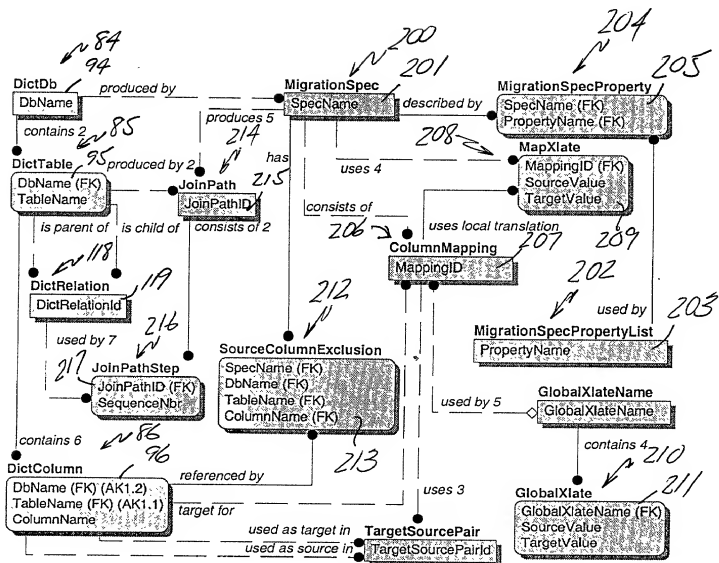 84
200
204
DictDb
94
MigrationSpec
201
MigrationSpecProperty
205
DbName
produced by
SpecName
described by
SpecName (FK)
PropertyName (FK)
contains 2
85
produces 5
214
208
MapXlate
DictTable
95
produced by 2
has
uses 4
JoinPath
215
MappingID (FK)
SourceValue
TargetValue
DbName (FK)
TableName
JoinPathID
consists of
209
is parent of
is child of
consists of 2
206
uses local translation
ColumnMapping
207
118
119
MappingID
DictRelation
DictRelationId
212
202
203
used by 7
216
SourceColumnExclusion
used by
MigrationSpecPropertyList
217
JoinPathStep
SpecName (FK)
DbName (FK)
TableName (FK)
ColumnName (FK)
PropertyName
JoinPathID (FK)
SequenceNbr
GlobalXlateName
used by 5
GlobalXlateName
213
contains 6
86
contains 4
210
DictColumn
96
referenced by
GlobalXlate
211
DbName (FK) (AK1.2)
TableName (FK) (AK1.1)
ColumnName
target for
uses 3
GlobalXlateName (FK)
SourceValue
TargetValue
used as target in
TargetSourcePair
used as source in
TargetSourcePairId